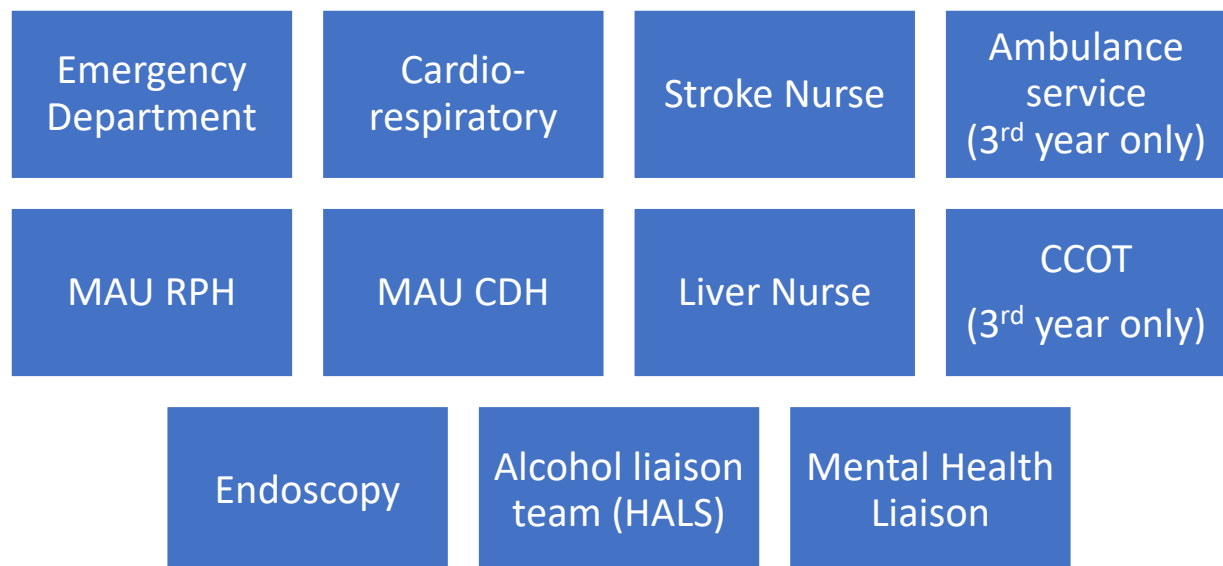 Emergency
Department
Cardio-
respiratory
Stroke Nurse
Ambulance
service
(3rd year only)
MAU RPH
MAU CDH
Liver Nurse
CCOT
(3rd year only)
Endoscopy
Alcohol liaison
team (HALS)
Mental Health
Liaison